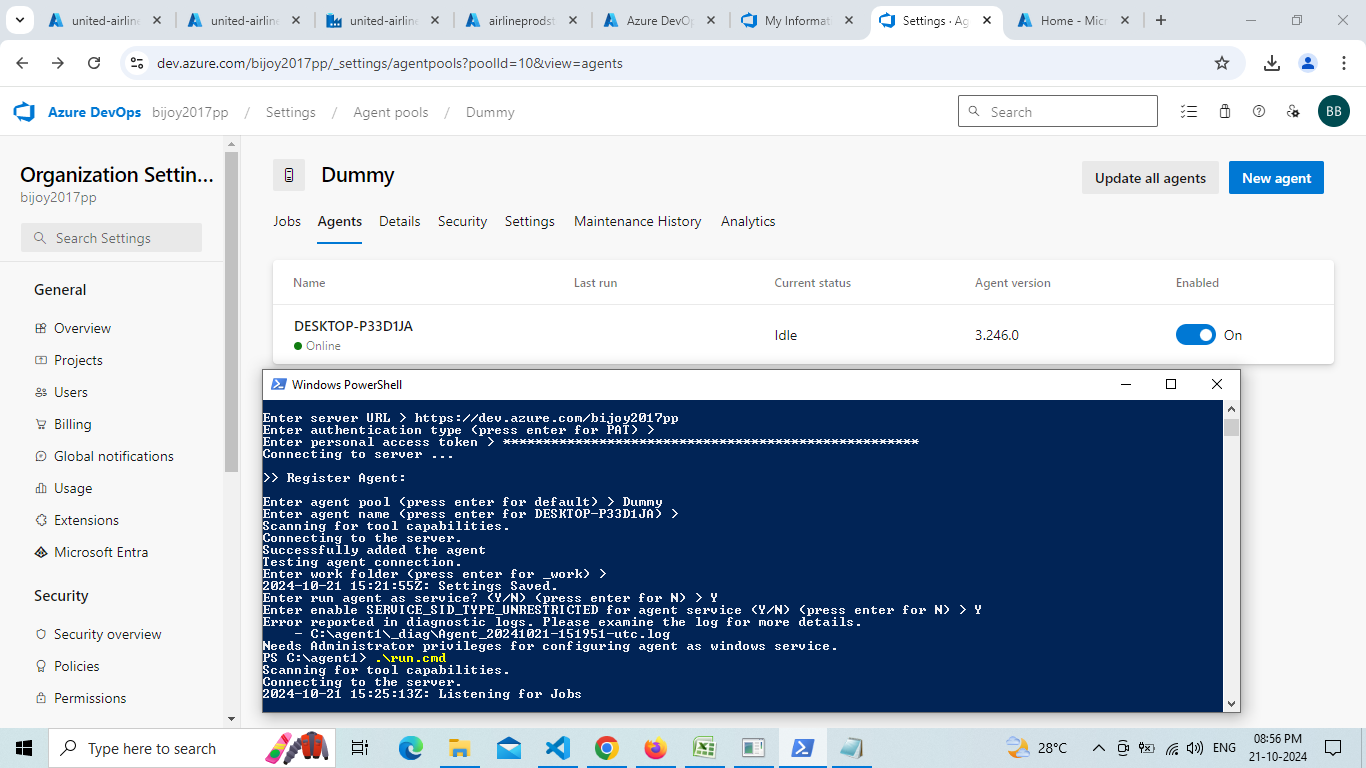 united-airline
united-airline
united-airline
airlineprodst
Azure DevOp
My Informat
Settings · Ag
Home - Micr
dev.azure.com/bijoy2017pp/_settings/agentpools?poolId=10&view=agents
Azure DevOps bijoy2017pp / Settings / Agent pools / Dummy
Search
BB
Organization Settin...
bijoy2017pp
Search Settings
General
Overview
Projects
Users
Billing
Global notifications
Usage
Extensions
Microsoft Entra
Security
Security overview
Policies
Permissions
Dummy
Update all agents
New agent
Jobs Agents Details Security Settings Maintenance History Analytics
Name Last run Current status Agent version Enabled
DESKTOP-P33D1JA
Online
Idle
3.246.0
On
Windows PowerShell
Enter server URL > https://dev.azure.com/bijoy2017pp
Enter authentication type (press enter for PAT) >
Enter personal access token > ****************************************************
Connecting to server ...
>> Register Agent:
Enter agent pool (press enter for default) > Dummy
Enter agent name (press enter for DESKTOP-P33D1JA) >
Scanning for tool capabilities.
Connecting to the server.
Successfully added the agent
Testing agent connection.
Enter work folder (press enter for _work) >
2024-10-21 15:21:55Z: Settings Saved.
Enter run agent as service? (Y/N) (press enter for N) > Y
Enter enable SERVICE_SID_TYPE_UNRESTRICTED for agent service (Y/N) (press enter for N) > Y
Error reported in diagnostic logs. Please examine the log for more details.
- C:\agent1\_diag\Agent_20241021-151951-utc.log
Needs Administrator privileges for configuring agent as windows service.
PS C:\agent1> .\run.cmd
Scanning for tool capabilities.
Connecting to the server.
2024-10-21 15:25:13Z: Listening for Jobs
Type here to search
28°C
ENG
08:56 PM
21-10-2024